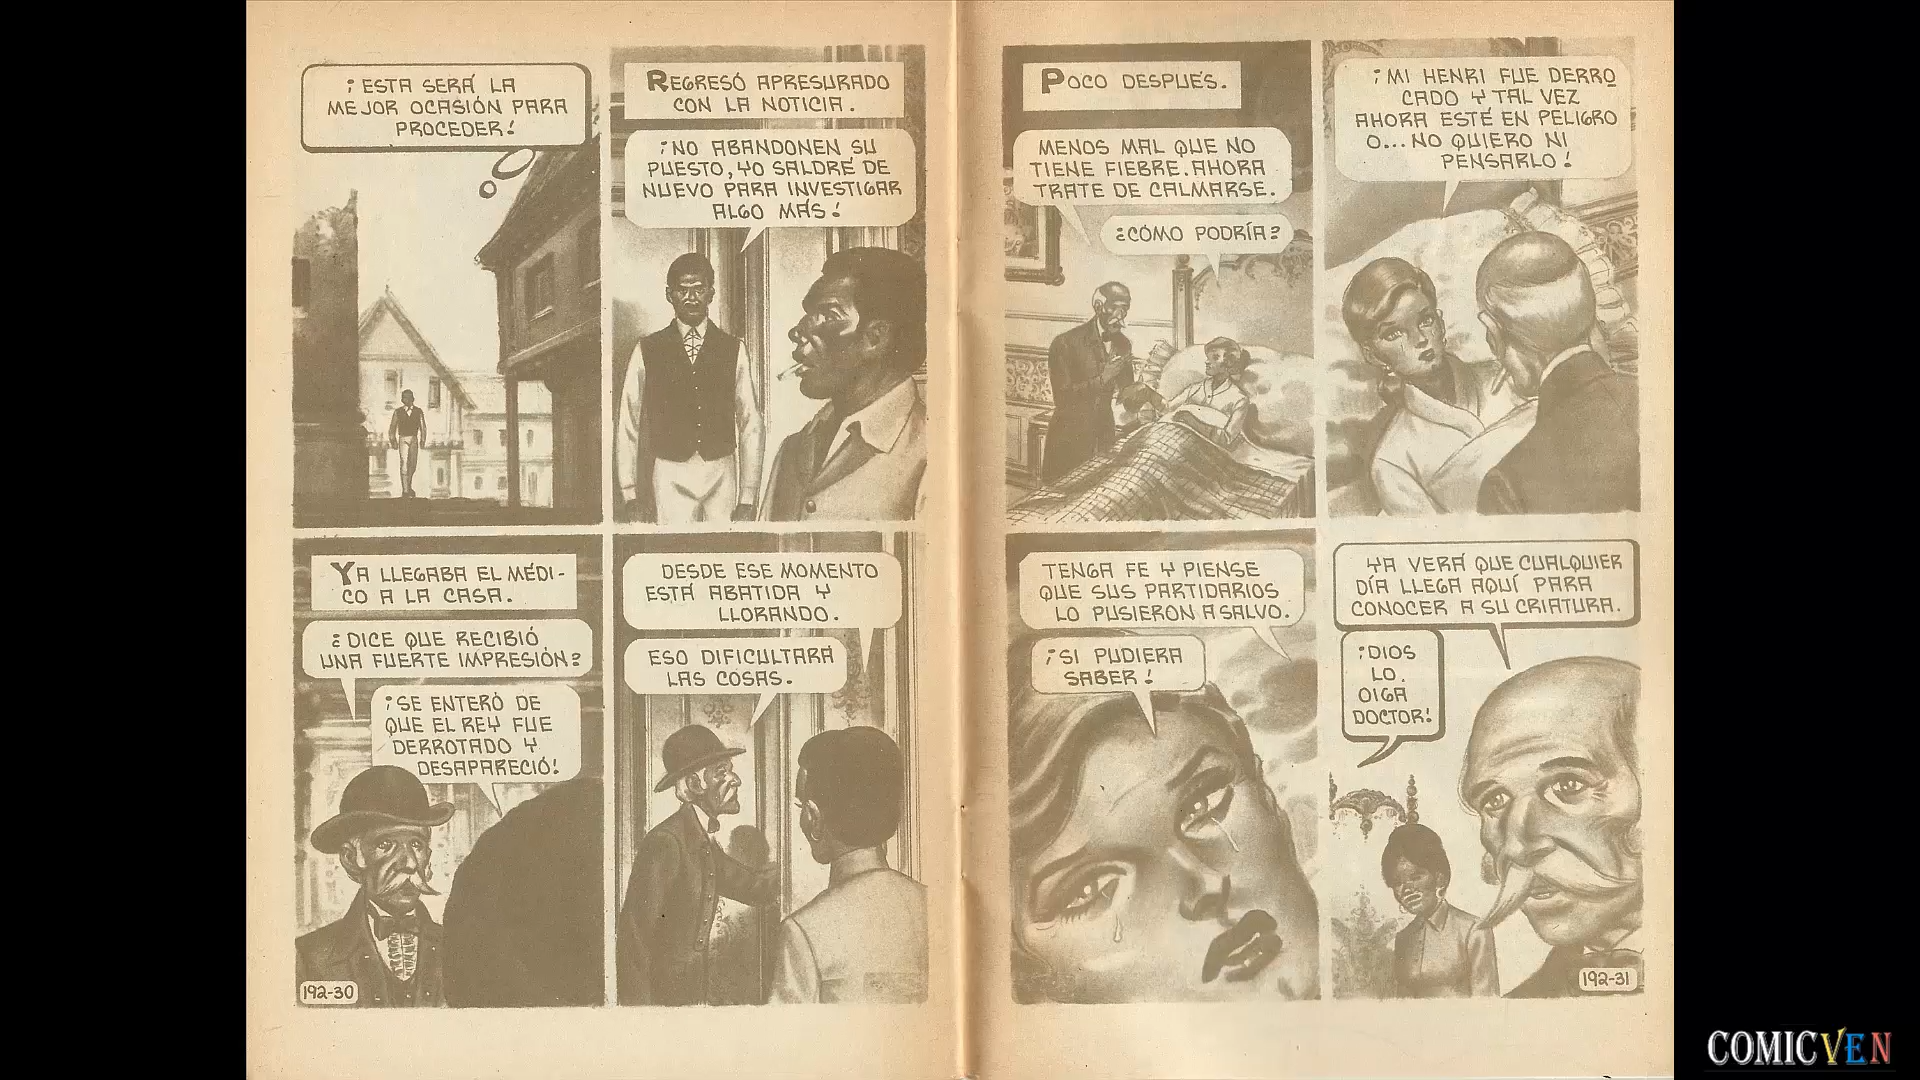 ¡ESTA SERÁ LA
MEJOR OCASIÓN PARA
PROCEDER!
REGRESÓ APRESURADO
CON LA NOTICIA.
¡NO ABANDONEN SU
PUESTO, YO SALDRÉ DE
NUEVO PARA INVESTIGAR
ALGO MÁS!
YA LLEGABA EL MÉDI-
CO A LA CASA.
¿DICE QUE RECIBIÓ
UNA FUERTE IMPRESIÓN?
¡SE ENTERÓ DE
QUE EL REY FUE
DERROTADO Y
DESAPARECIÓ!
DESDE ESE MOMENTO
ESTÁ ABATIDA Y
LLORANDO.
ESO DIFICULTARÁ
LAS COSAS.
192-30
POCO DESPUÉS.
MENOS MAL QUE NO
TIENE FIEBRE. AHORA
TRATE DE CALMARSE.
¿CÓMO PODRÍA?
¡MI HENRI FUE DERRO
CADO Y TAL VEZ
AHORA ESTÉ EN PELIGRO
O...NO QUIERO NI
PENSARLO!
TENGA FE Y PIENSE
QUE SUS PARTIDARIOS
LO PUSIERON A SALVO.
¡SI PUDIERA
SABER!
YA VERÁ QUE CUALQUIER
DÍA LLEGA AQUÍ PARA
CONOCER A SU CRIATURA.
¡DIOS
LO.
OIGA
DOCTOR!
192-31
COMICVEN